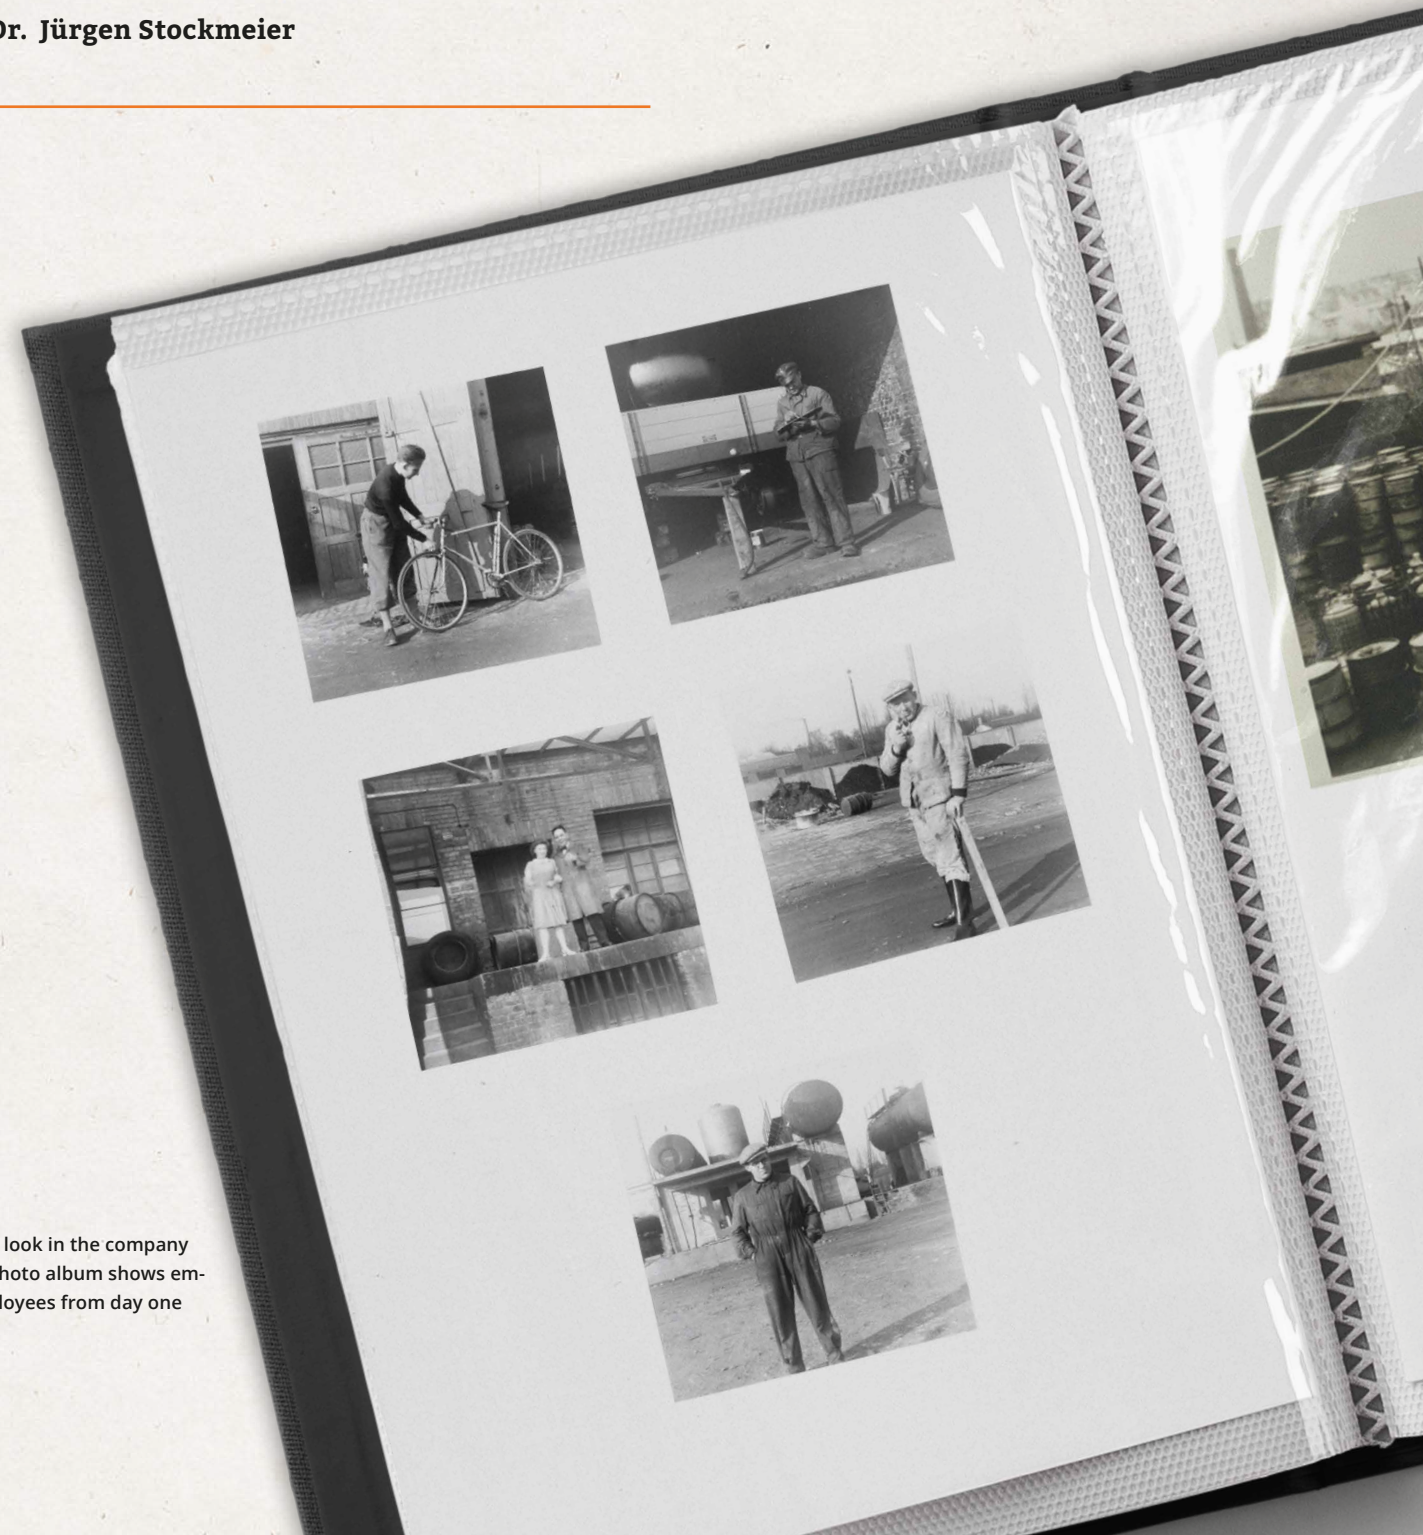 Dr. Jürgen Stockmeier
look in the company
hoto album shows em-
loyees from day one